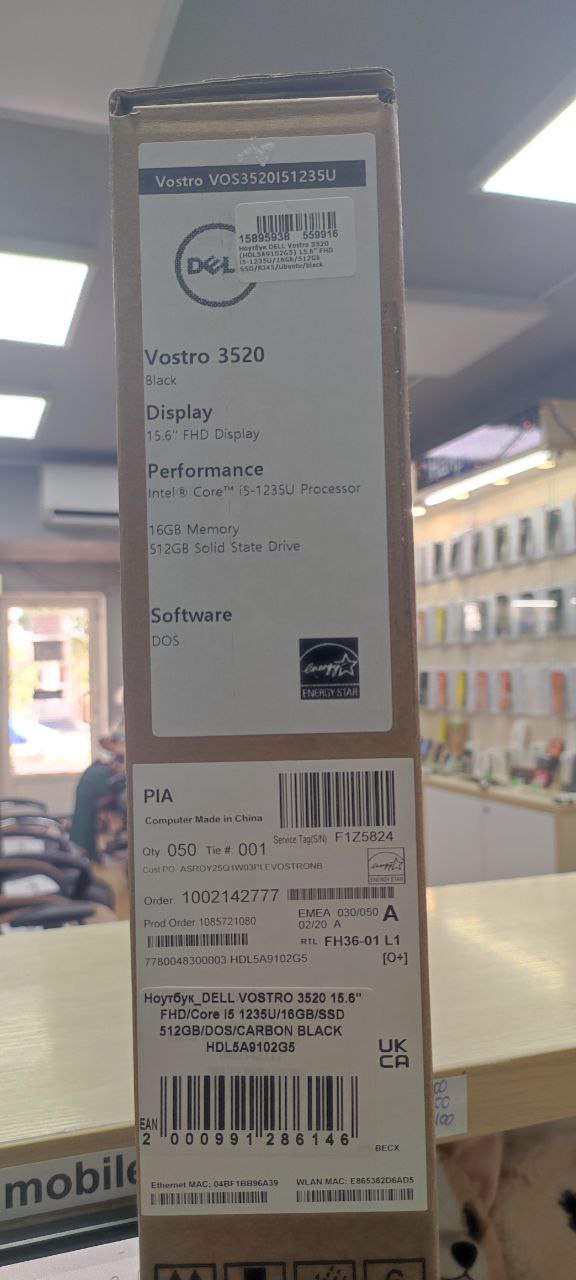 Vostro VOS3520I51235U
DELL
15895938 559916
Ноутбук DELL Vostro 3520
(HDL5A9102G5) 15.6" FHD
i5-1235U/16Gb/512Gb
SSD/RJ45/Ubuntu/black
Vostro 3520
Black
Display
15.6" FHD Display
Performance
Intel® Core™ i5-1235U Processor
16GB Memory
512GB Solid State Drive
Software
DOS
energy
ENERGY STAR
PIA
Computer Made in China
Service Tag(S/N) F1Z5824
Qty 050 Tie #: 001
Cust PO ASROY25Q1W03PLEVOSTRONB
ENERGY STAR
Order: 1002142777
Prod Order 1085721080
EMEA 030/050 A
02/20 A
RTL FH36-01 L1
7780048300003 HDL5A9102G5 [O+]
Ноутбук_DELL VOSTRO 3520 15.6"
FHD/Core i5 1235U/16GB/SSD
512GB/DOS/CARBON BLACK
HDL5A9102G5
UK
CA
EAN
2 000991 286146
BECX
Ethernet MAC: 04BF1BB96A39 WLAN MAC: E865382D6AD5
mobile